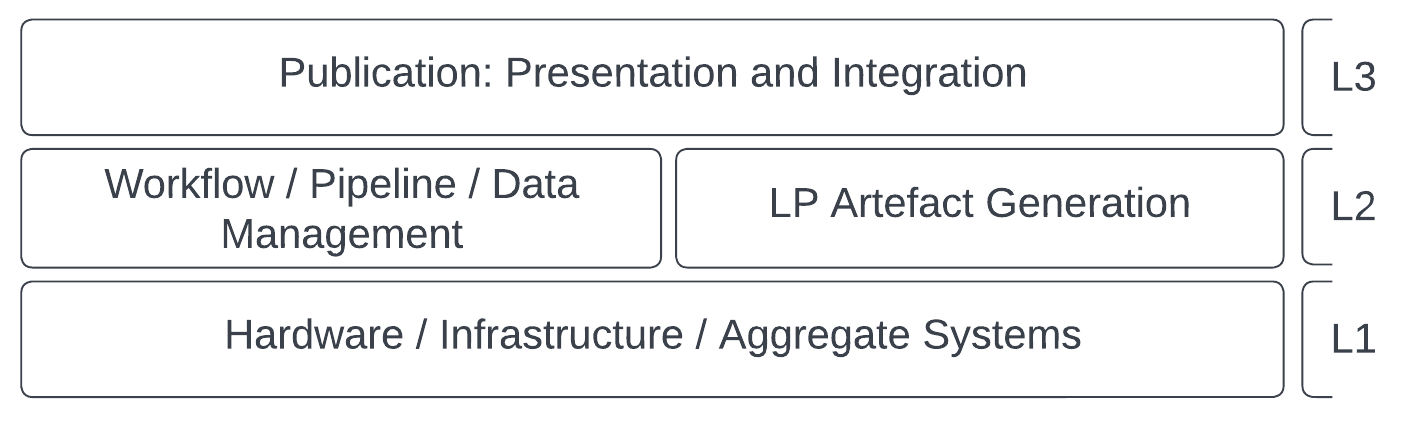 Publication: Presentation and Integration
L3
Workflow / Pipeline / Data
Management
LP Artefact Generation
L2
Hardware / Infrastructure / Aggregate Systems
L1